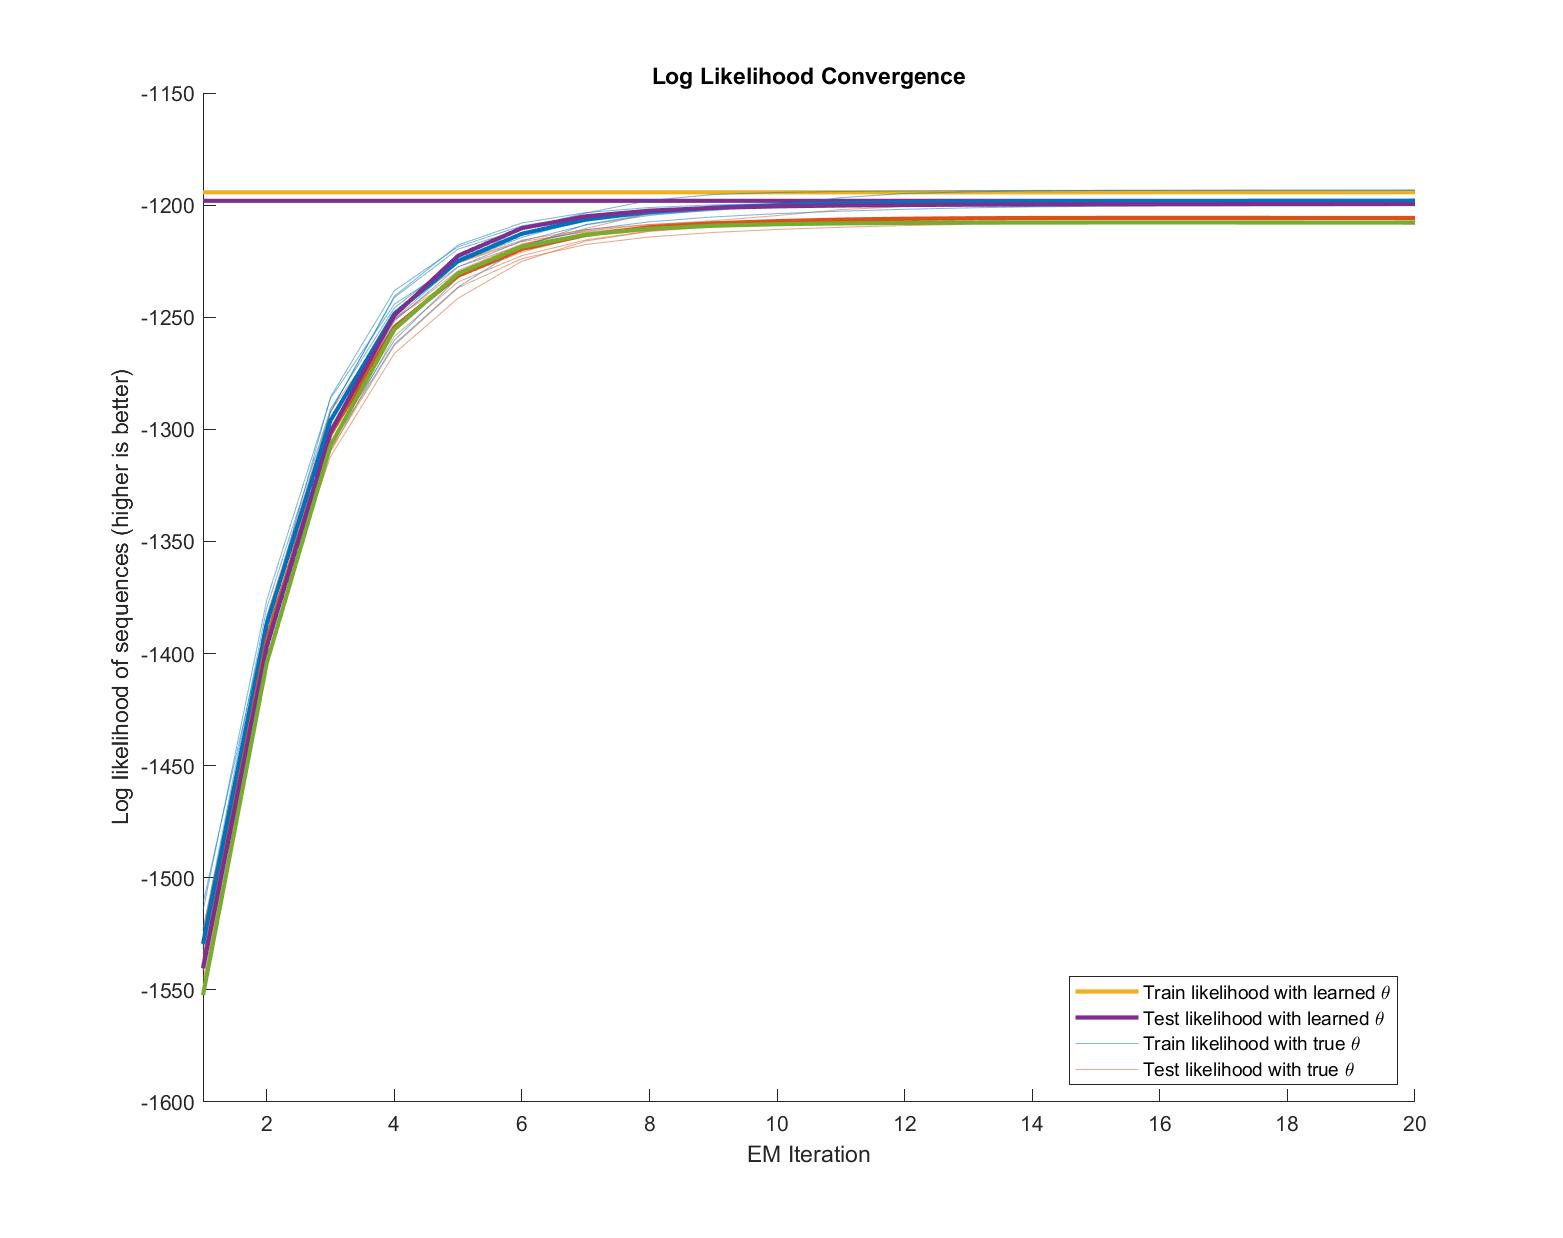 Log Likelihood Convergence
-1150
-1200
-1250
-1300
-1350
-1400
-1450
-1500
-1550
-1600
Log likelihood of sequences (higher is better)
2
4
6
8
10
12
14
16
18
20
EM Iteration
Train likelihood with learned θ
Test likelihood with learned θ
Train likelihood with true θ
Test likelihood with true θ